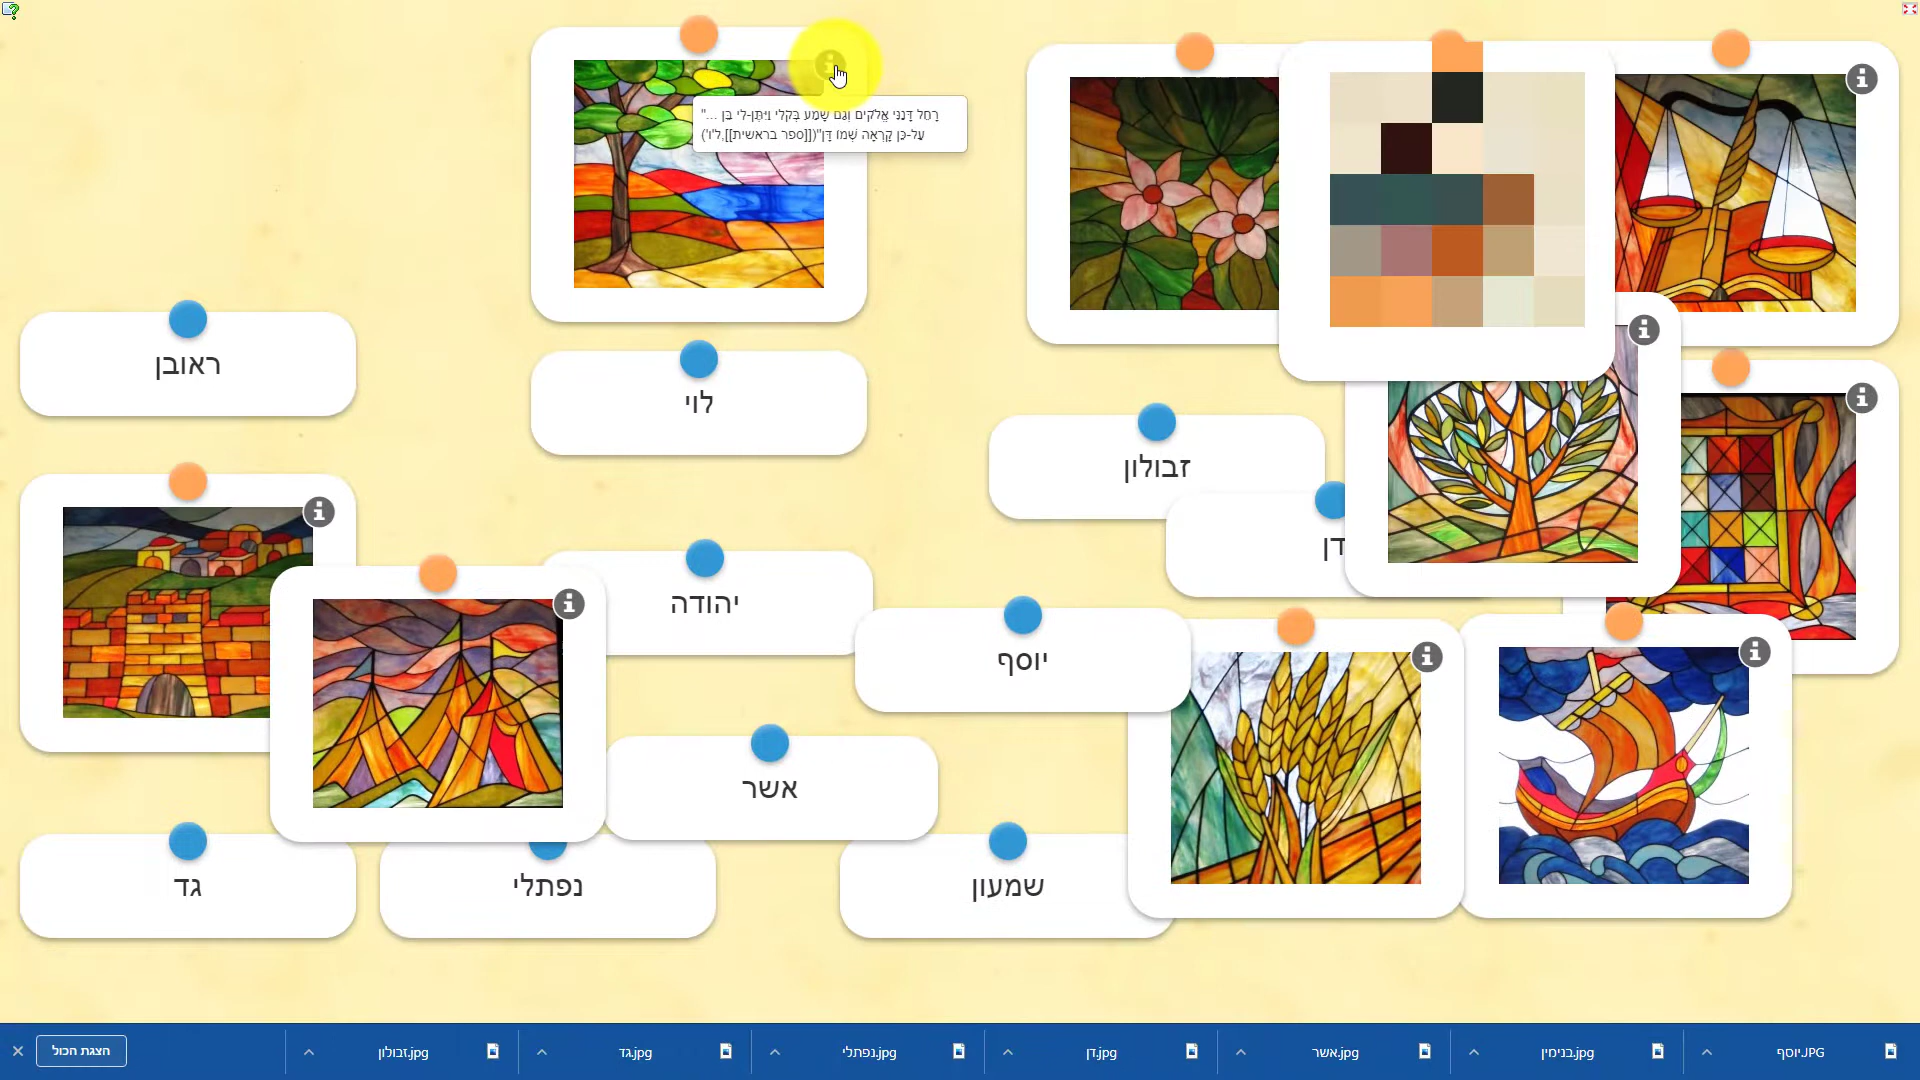 "... רָחֵל דָּנַנִּי אֱלֹקִים וְגַם שָׁמַע בְּקֹלִי וַיִּתֶּן-לִי בֵּן
עַל-כֵּן קָרְאָה שְׁמוֹ דָּן"([[ספר בראשית]],ל'ו')
ראובן
לוי
זבולון
דן
יהודה
יוסף
אשר
גד
נפתלי
שמעון
הצגת הכול
זבולון.jpg
גד.jpg
נפתלי.jpg
דן.jpg
אשר.jpg
בנימין.jpg
יוסף.JPG